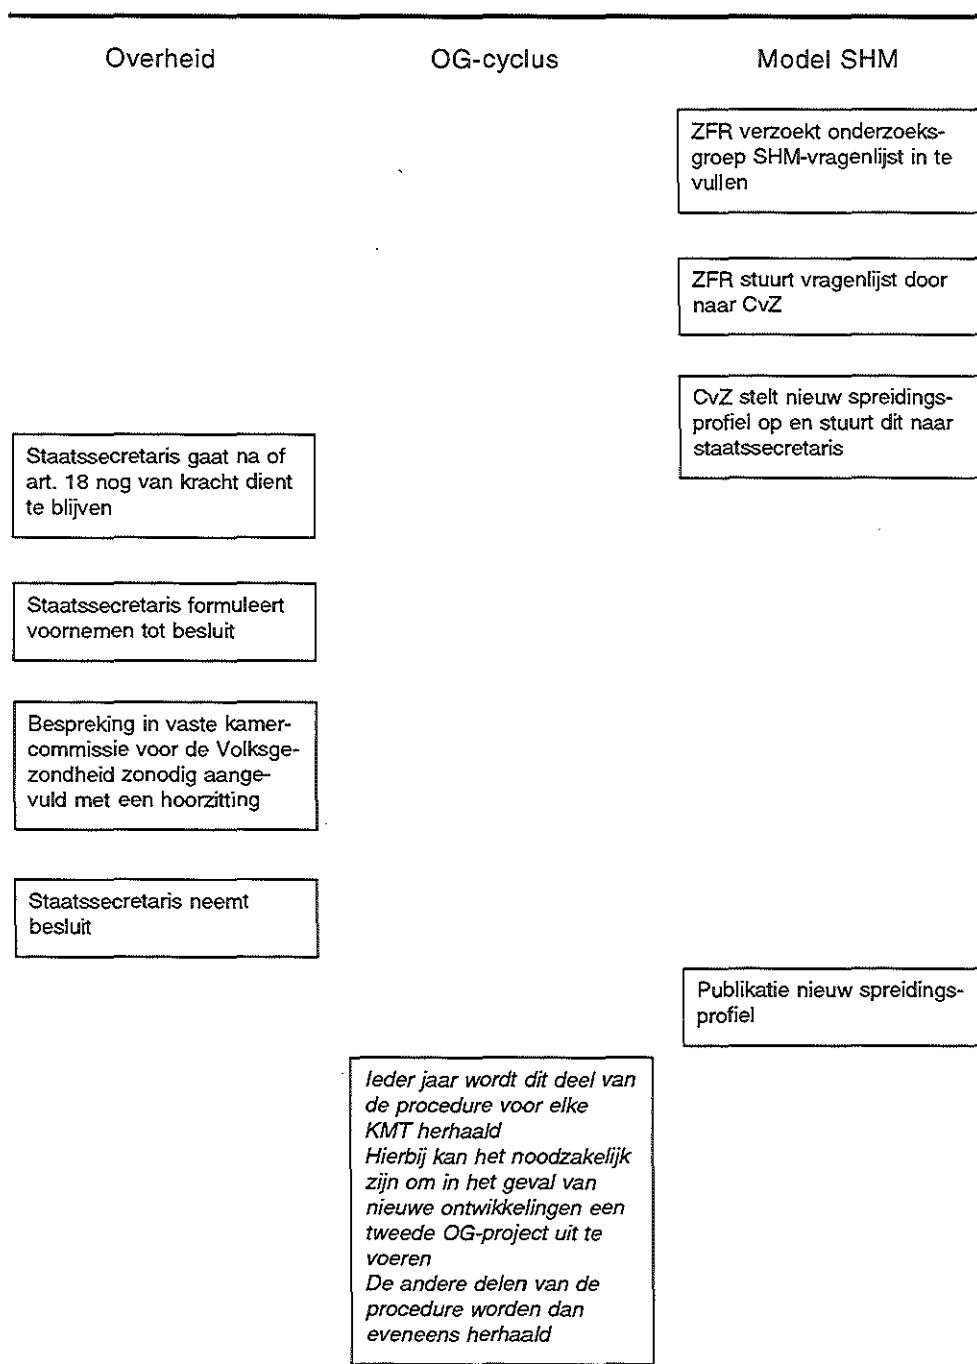 Overheid OG-cyclus Model SHM
ZFR verzoekt onderzoeks-
groep SHM-vragenlijst in te
vullen
ZFR stuurt vragenlijst door
naar CvZ
CvZ stelt nieuw spreidings-
profiel op en stuurt dit naar
staatssecretaris
Staatssecretaris gaat na of
art. 18 nog van kracht dient
te blijven
Staatssecretaris formuleert
voornemen tot besluit
Bespreking in vaste kamer-
commissie voor de Volksge-
zondheid zonodig aange-
vuld met een hoorzitting
Staatssecretaris neemt
besluit
Publikatie nieuw spreidings-
profiel
Ieder jaar wordt dit deel van
de procedure voor elke
KMT herhaald
Hierbij kan het noodzakelijk
zijn om in het geval van
nieuwe ontwikkelingen een
tweede OG-project uit te
voeren
De andere delen van de
procedure worden dan
eveneens herhaald